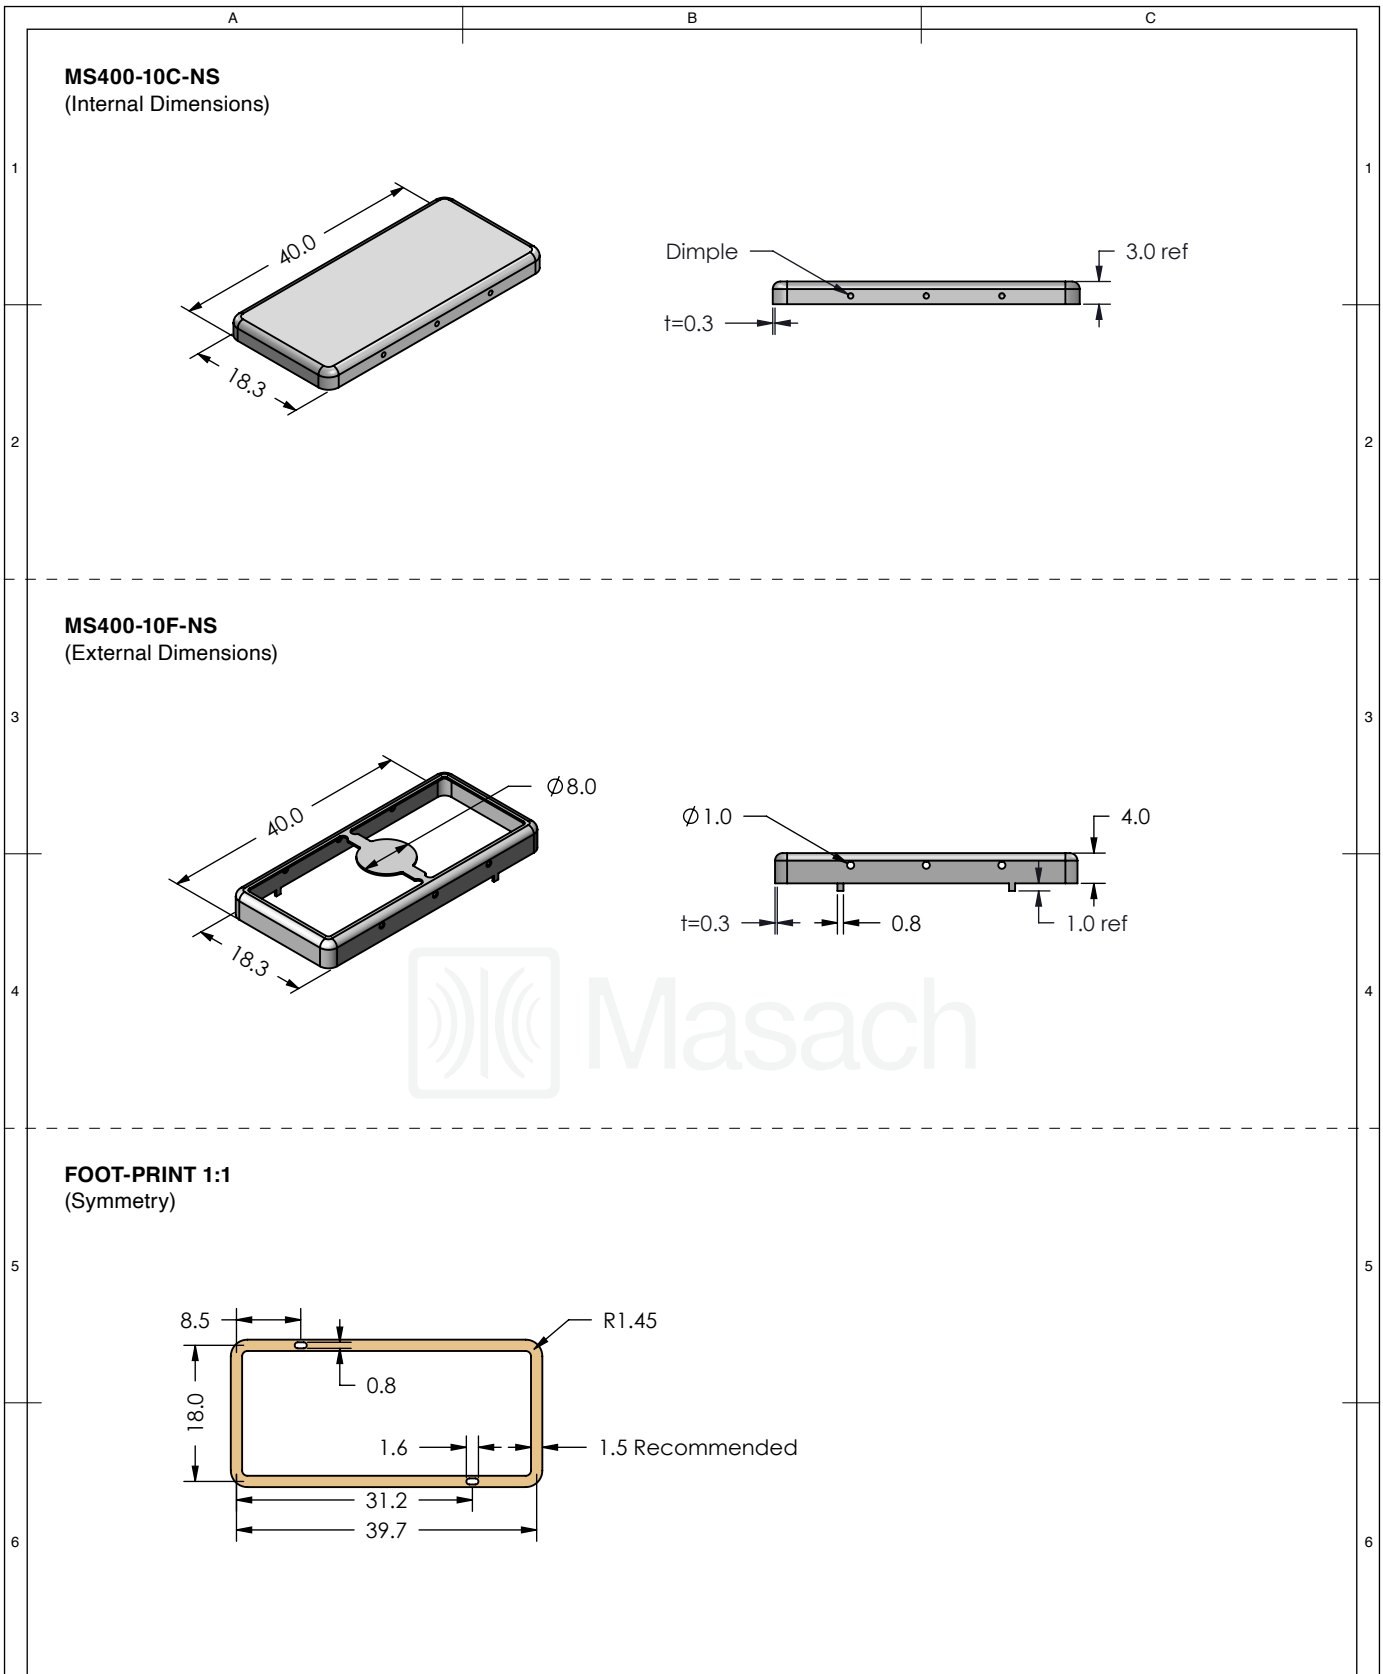 A B C
MS400-10C-NS
(Internal Dimensions)
1 1
40.0
18.3
Dimple
3.0 ref
t=0.3
2 2
MS400-10F-NS
(External Dimensions)
3 3
40.0
Ø8.0
18.3
Ø1.0
4.0
t=0.3
0.8
1.0 ref
Masach
4 4
FOOT-PRINT 1:1
(Symmetry)
5 5
8.5
R1.45
0.8
18.0
1.6
1.5 Recommended
31.2
39.7
6 6